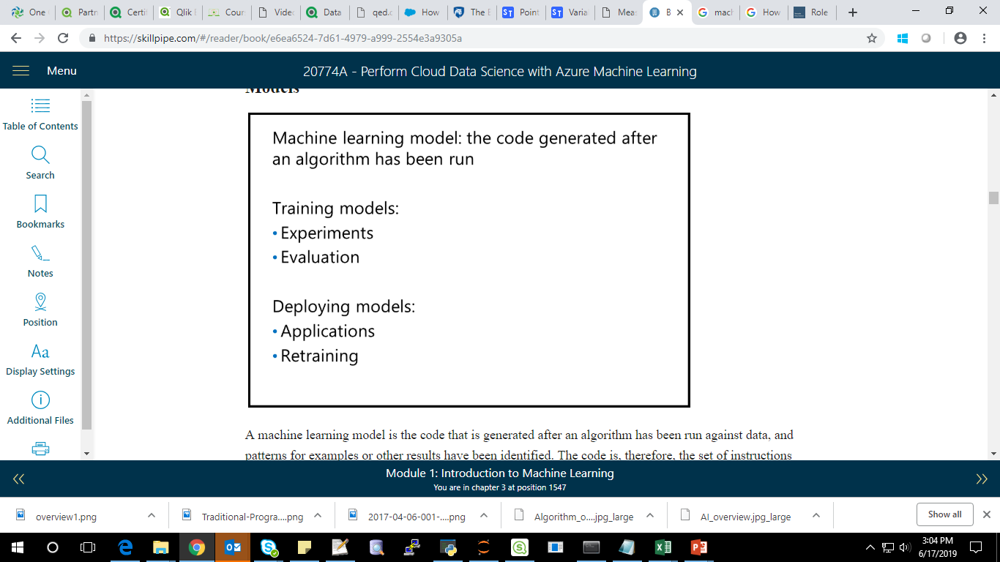 One
Partn
Certif
Qlik
Cour
Video
Data
qed.c
How
The E
Point
Varia
Meas
B
mach
How
Role
https://skillpipe.com/#/reader/book/e6ea6524-7d61-4979-a999-2554e3a9305a
Menu
20774A - Perform Cloud Data Science with Azure Machine Learning
Table of Contents
Search
Bookmarks
Notes
Position
Aa
Display Settings
Additional Files
Models
Machine learning model: the code generated after
an algorithm has been run
Training models:
• Experiments
• Evaluation
Deploying models:
• Applications
• Retraining
A machine learning model is the code that is generated after an algorithm has been run against data, and
patterns for examples or other results have been identified. The code is, therefore, the set of instructions
Module 1: Introduction to Machine Learning
You are in chapter 3 at position 1547
overview1.png
Traditional-Progra....png
2017-04-06-001-....png
Algorithm_o....jpg_large
AI_overview.jpg_large
Show all
3:04 PM
6/17/2019